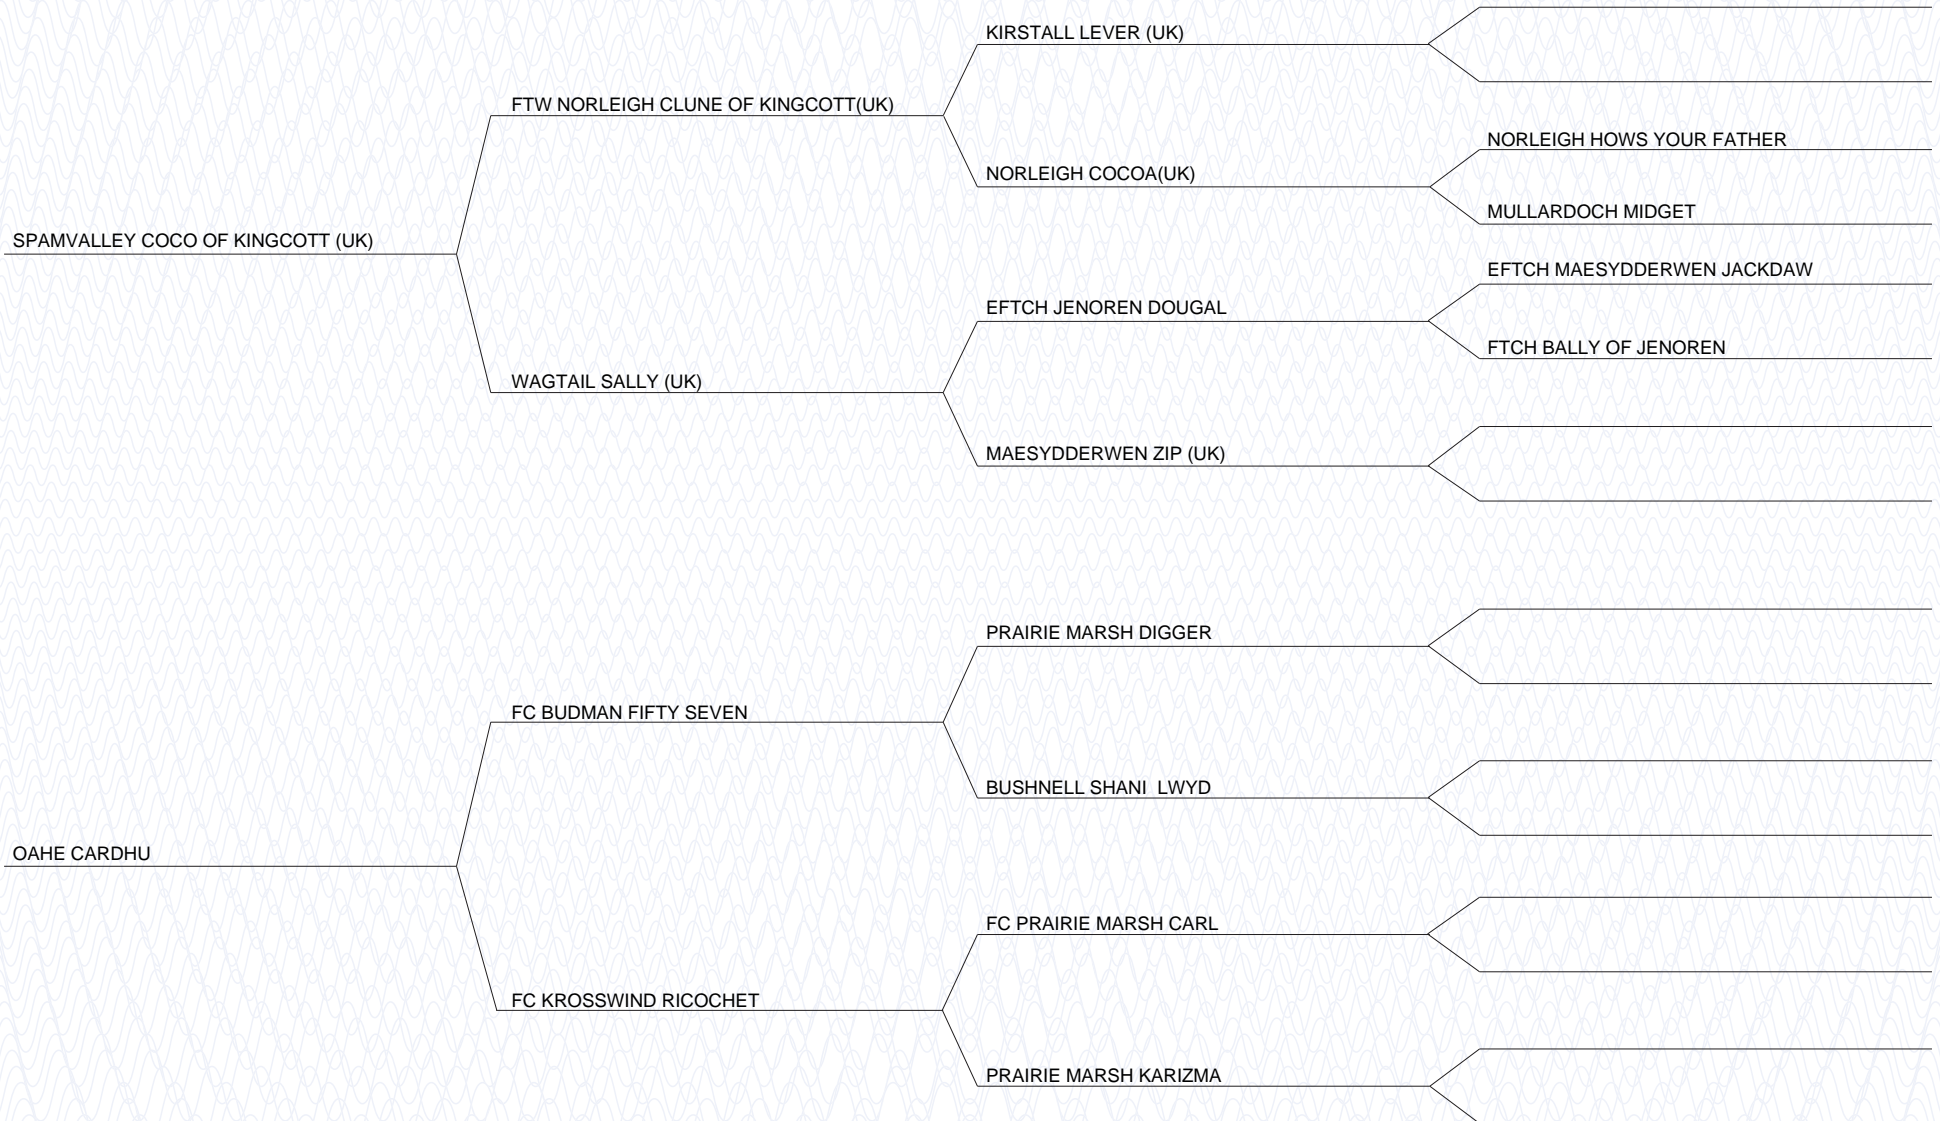 KIRSTALL LEVER (UK)
FTW NORLEIGH CLUNE OF KINGCOTT(UK)
NORLEIGH HOWS YOUR FATHER
NORLEIGH COCOA(UK)
MULLARDOCH MIDGET
SPAMVALLEY COCO OF KINGCOTT (UK)
EFTCH MAESYDDERWEN JACKDAW
EFTCH JENOREN DOUGAL
FTCH BALLY OF JENOREN
WAGTAIL SALLY (UK)
MAESYDDERWEN ZIP (UK)
PRAIRIE MARSH DIGGER
FC BUDMAN FIFTY SEVEN
BUSHNELL SHANI  LWYD
OAHE CARDHU
FC PRAIRIE MARSH CARL
FC KROSSWIND RICOCHET
PRAIRIE MARSH KARIZMA